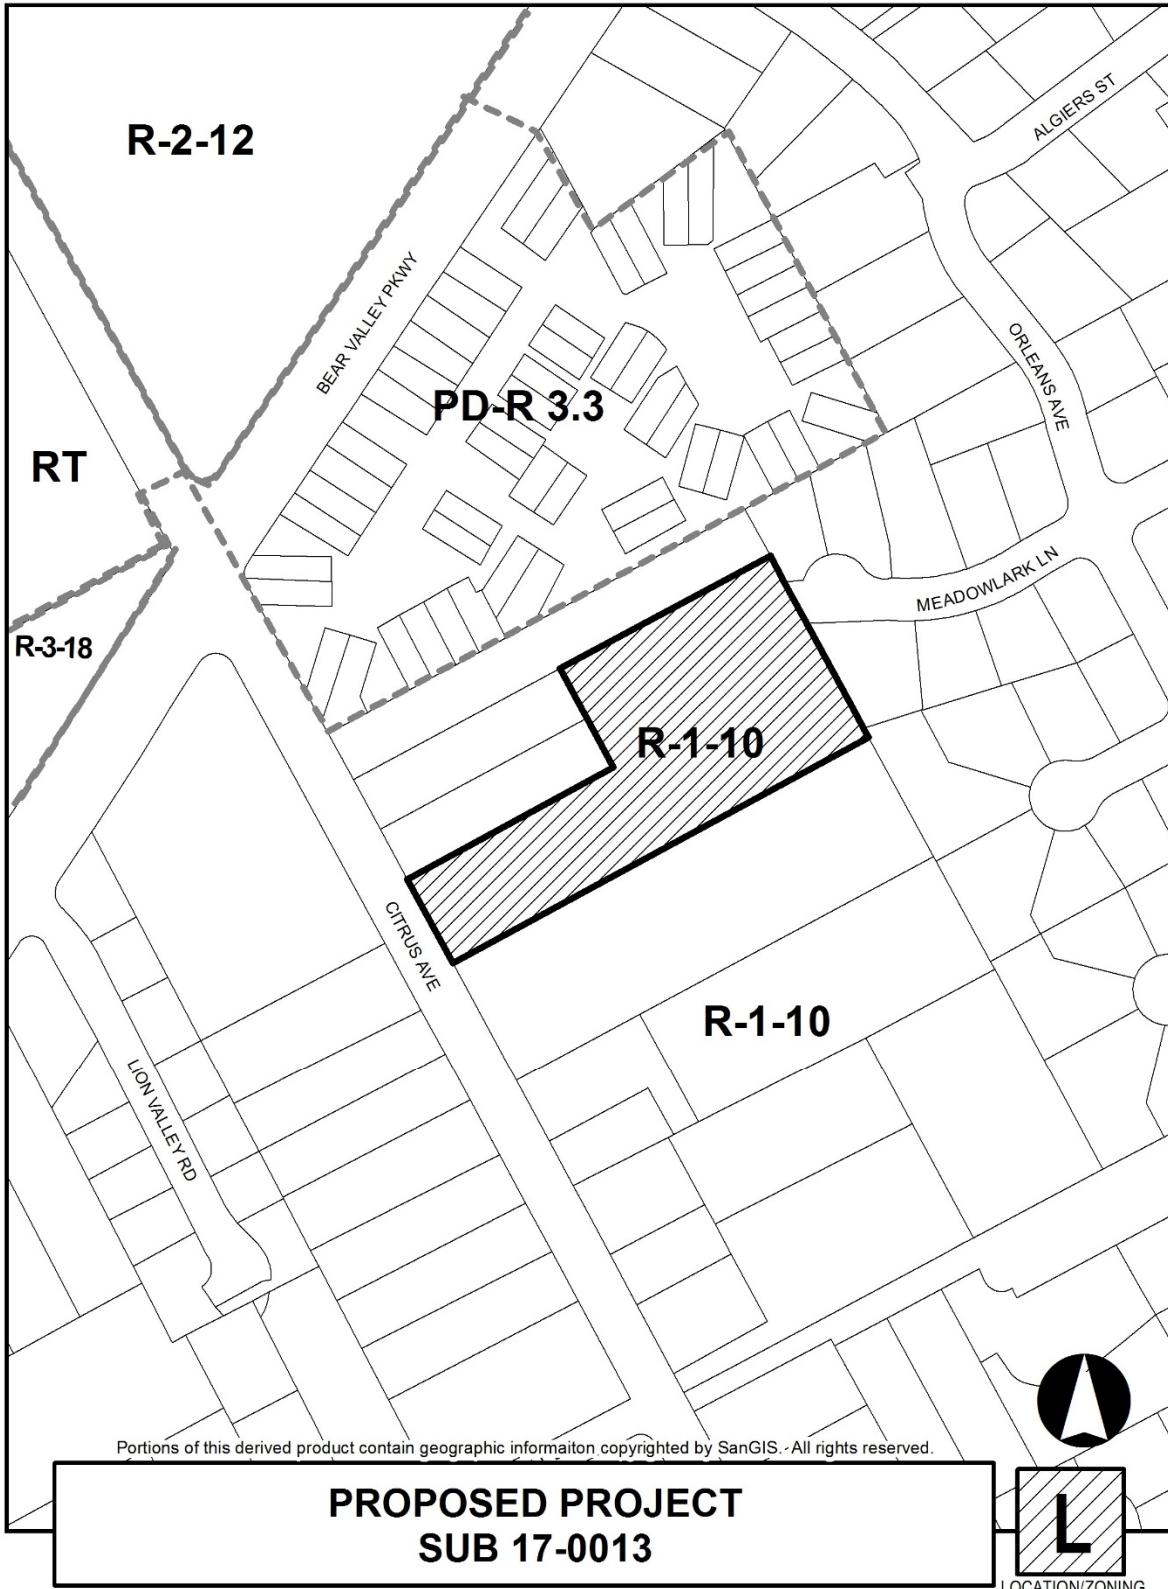 R-2-12
ALGIERS ST
BEAR VALLEY PKWY
ORLEANS AVE
PD-R 3.3
RT
MEADOWLARK LN
R-3-18
R-1-10
CITRUS AVE
R-1-10
LION VALLEY RD
Portions of this derived product contain geographic informaiton copyrighted by SanGIS. All rights reserved.
PROPOSED PROJECT
SUB 17-0013
L
LOCATION/ZONING